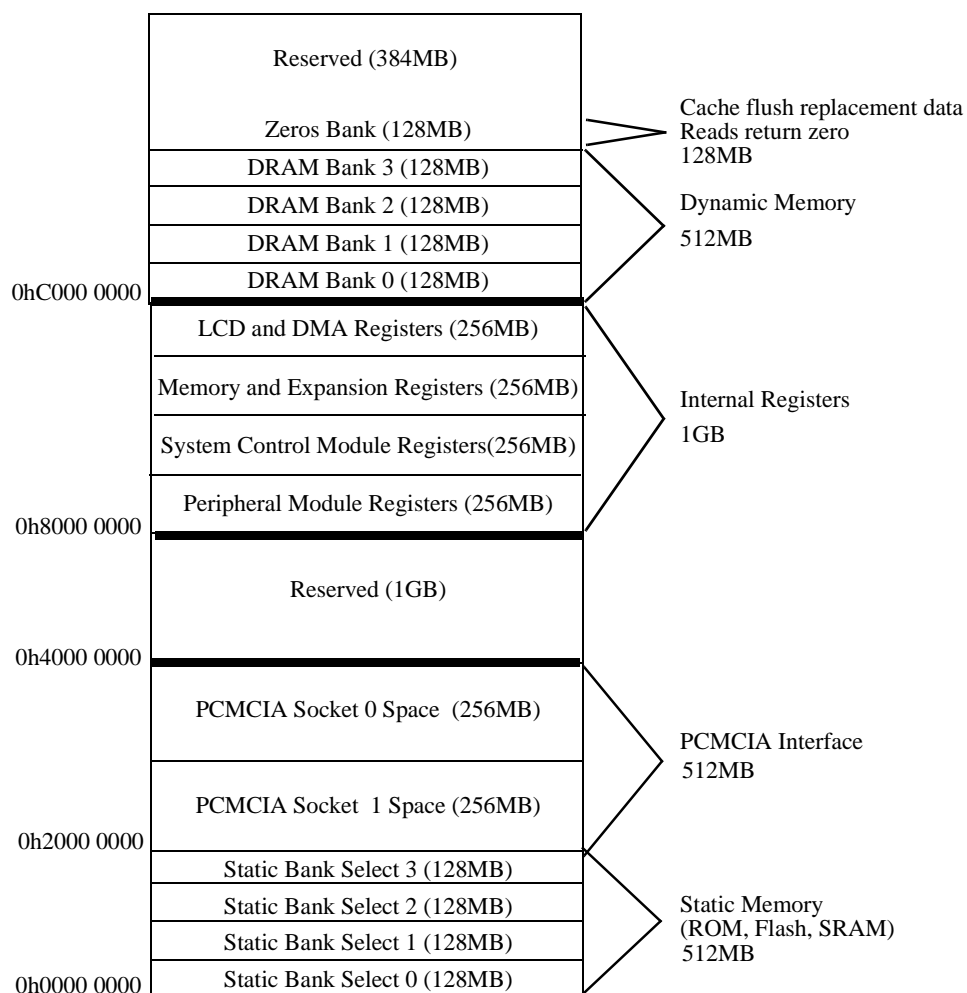 Reserved (384MB)
Zeros Bank (128MB)
Cache flush replacement data
Reads return zero
128MB
DRAM Bank 3 (128MB)
DRAM Bank 2 (128MB)
DRAM Bank 1 (128MB)
DRAM Bank 0 (128MB)
Dynamic Memory
512MB
0hC000 0000
LCD and DMA Registers (256MB)
Memory and Expansion Registers (256MB)
System Control Module Registers(256MB)
Peripheral Module Registers (256MB)
Internal Registers
1GB
0h8000 0000
Reserved (1GB)
0h4000 0000
PCMCIA Socket 0 Space (256MB)
PCMCIA Socket 1 Space (256MB)
PCMCIA Interface
512MB
0h2000 0000
Static Bank Select 3 (128MB)
Static Bank Select 2 (128MB)
Static Bank Select 1 (128MB)
Static Bank Select 0 (128MB)
Static Memory
(ROM, Flash, SRAM)
512MB
0h0000 0000